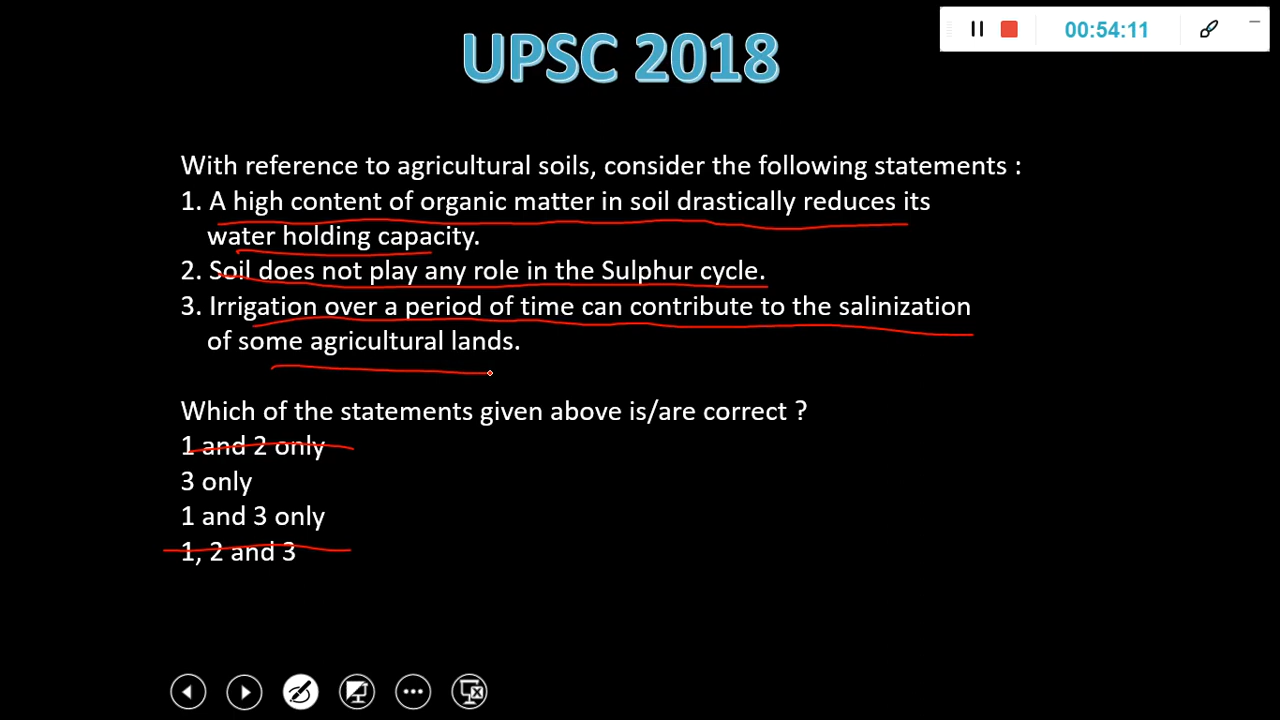 UPSC 2018
00:54:11
With reference to agricultural soils, consider the following statements :
1. A high content of organic matter in soil drastically reduces its
water holding capacity.
2. Soil does not play any role in the Sulphur cycle.
3. Irrigation over a period of time can contribute to the salinization
of some agricultural lands.
Which of the statements given above is/are correct ?
1 and 2 only
3 only
1 and 3 only
1, 2 and 3